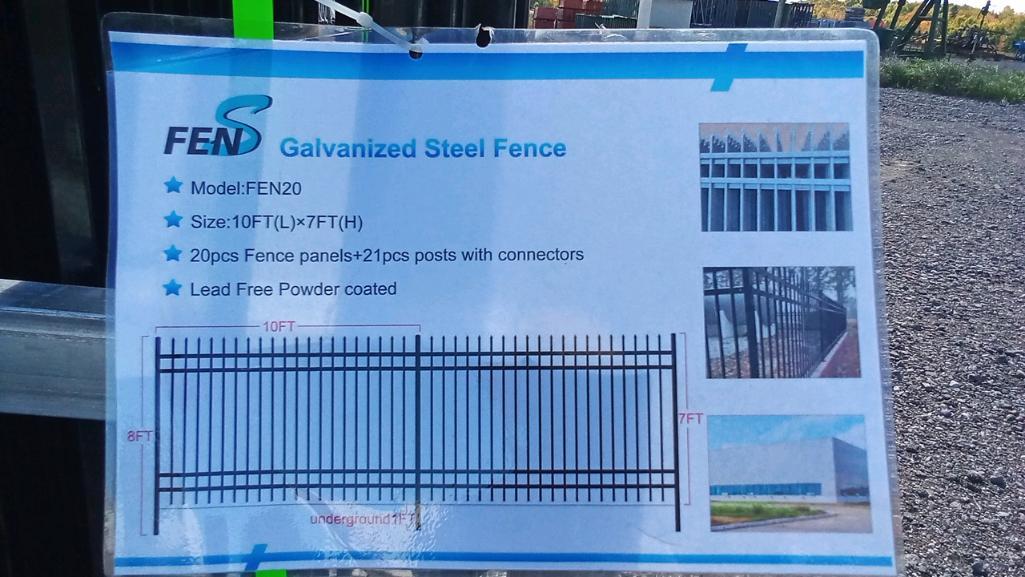 FENS
Galvanized Steel Fence
Model:FEN20
Size:10FT(L)×7FT(H)
20pcs Fence panels+21pcs posts with connectors
Lead Free Powder coated
10FT
8FT
7FT
underground1FT